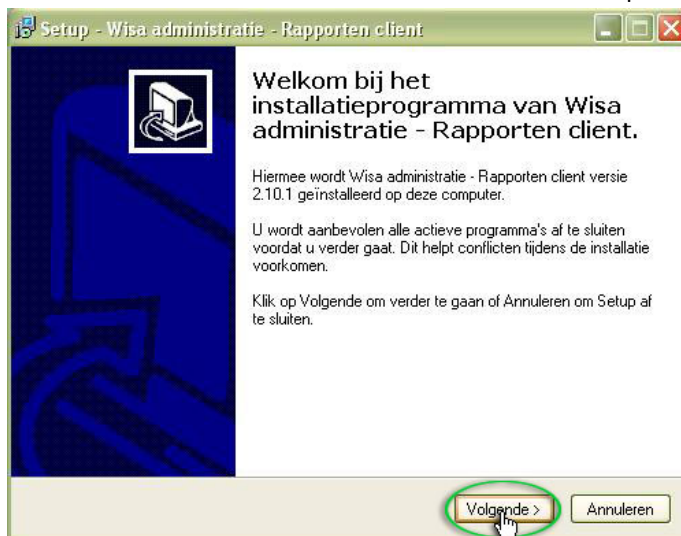 Setup - Wisa administratie - Rapporten client
Welkom bij het
installatieprogramma van Wisa
administratie - Rapporten client.
Hiermee wordt Wisa administratie - Rapporten client versie
2.10.1 geïnstalleerd op deze computer.
U wordt aanbevolen alle actieve programma's af te sluiten
voordat u verder gaat. Dit helpt conflicten tijdens de installatie
voorkomen.
Klik op Volgende om verder te gaan of Annuleren om Setup af
te sluiten.
Volgende >
Annuleren